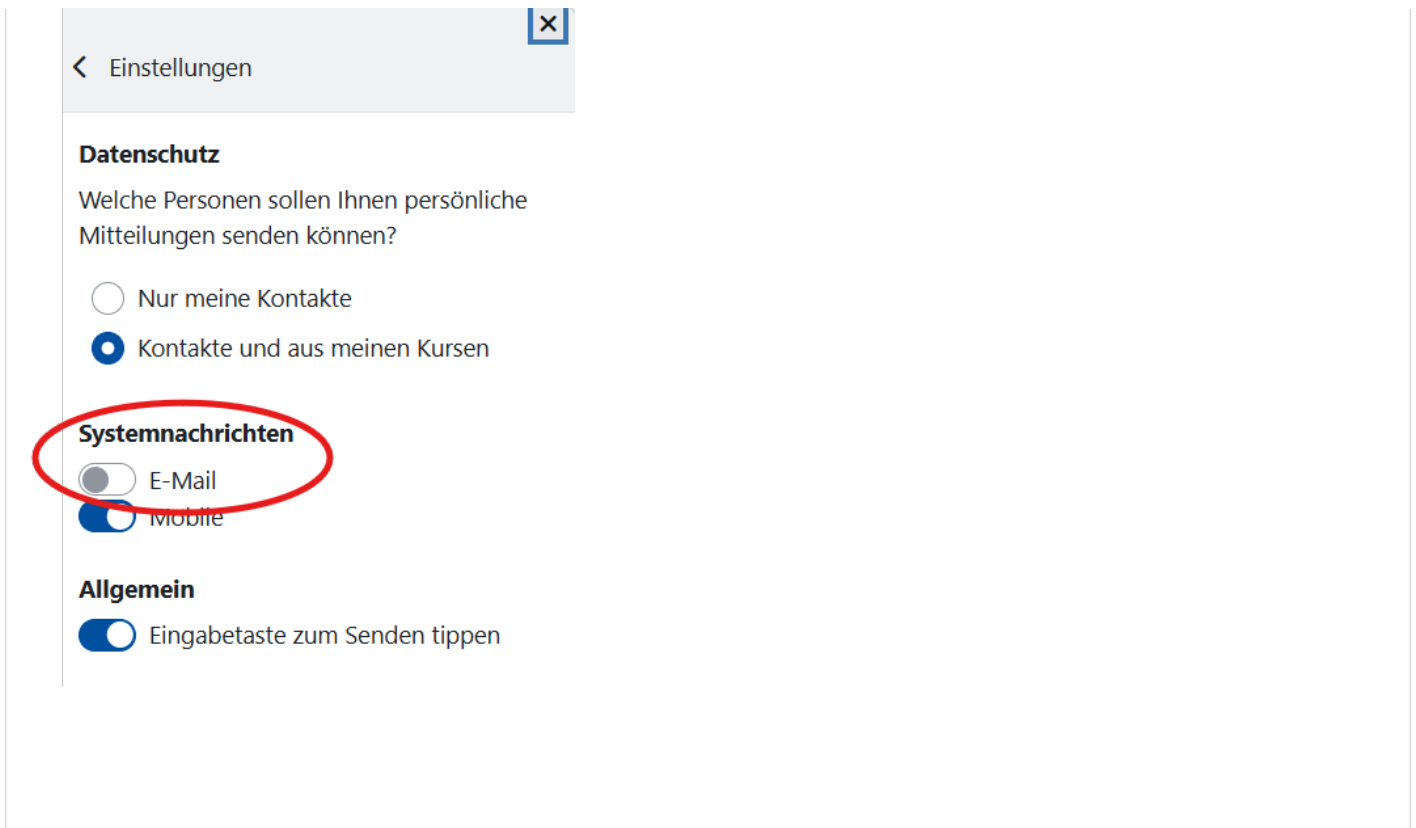 Einstellungen
Datenschutz
Welche Personen sollen Ihnen persönliche
Mitteilungen senden können?
Nur meine Kontakte
Kontakte und aus meinen Kursen
Systemnachrichten
E-Mail
Mobile
Allgemein
Eingabetaste zum Senden tippen